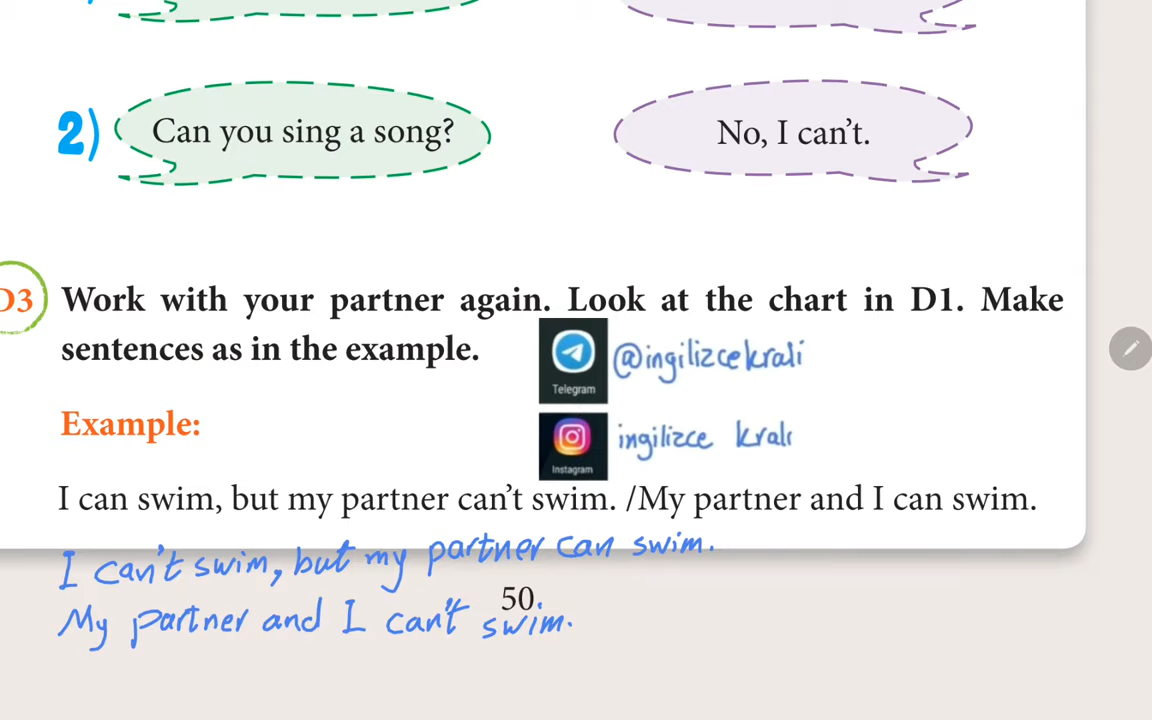 2) Can you sing a song? No, I can't.
D3 Work with your partner again. Look at the chart in D1. Make
sentences as in the example.
Telegram @ingilizcekrali
Example:
Instagram ingilizce kralı
I can swim, but my partner can't swim. /My partner and I can swim.
I can't swim, but my partner can swim.
50
My partner and I can't swim.